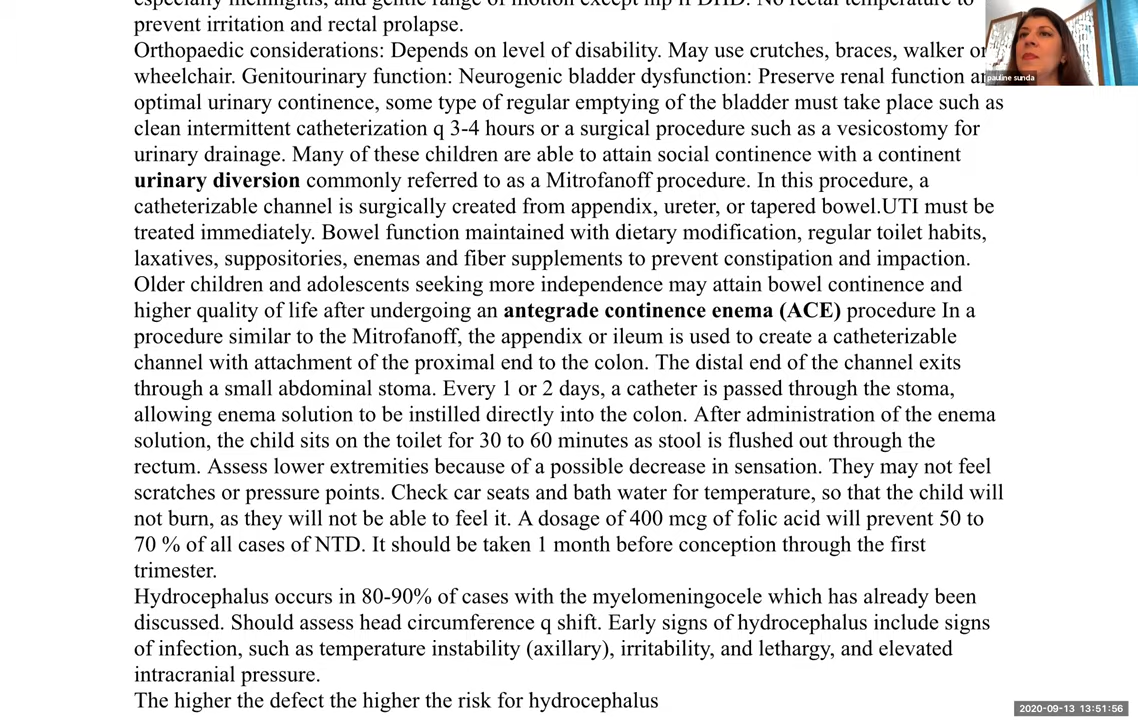 especially meningitis, and gentle range of motion except hip if DHD. No rectal temperature to
prevent irritation and rectal prolapse.
Orthopaedic considerations: Depends on level of disability. May use crutches, braces, walker or
wheelchair. Genitourinary function: Neurogenic bladder dysfunction: Preserve renal function an
optimal urinary continence, some type of regular emptying of the bladder must take place such as
clean intermittent catheterization q 3-4 hours or a surgical procedure such as a vesicostomy for
urinary drainage. Many of these children are able to attain social continence with a continent
urinary diversion commonly referred to as a Mitrofanoff procedure. In this procedure, a
catheterizable channel is surgically created from appendix, ureter, or tapered bowel.UTI must be
treated immediately. Bowel function maintained with dietary modification, regular toilet habits,
laxatives, suppositories, enemas and fiber supplements to prevent constipation and impaction.
Older children and adolescents seeking more independence may attain bowel continence and
higher quality of life after undergoing an antegrade continence enema (ACE) procedure In a
procedure similar to the Mitrofanoff, the appendix or ileum is used to create a catheterizable
channel with attachment of the proximal end to the colon. The distal end of the channel exits
through a small abdominal stoma. Every 1 or 2 days, a catheter is passed through the stoma,
allowing enema solution to be instilled directly into the colon. After administration of the enema
solution, the child sits on the toilet for 30 to 60 minutes as stool is flushed out through the
rectum. Assess lower extremities because of a possible decrease in sensation. They may not feel
scratches or pressure points. Check car seats and bath water for temperature, so that the child will
not burn, as they will not be able to feel it. A dosage of 400 mcg of folic acid will prevent 50 to
70 % of all cases of NTD. It should be taken 1 month before conception through the first
trimester.
Hydrocephalus occurs in 80-90% of cases with the myelomeningocele which has already been
discussed. Should assess head circumference q shift. Early signs of hydrocephalus include signs
of infection, such as temperature instability (axillary), irritability, and lethargy, and elevated
intracranial pressure.
The higher the defect the higher the risk for hydrocephalus
pauline sunda
2020-09-13 13:51:56